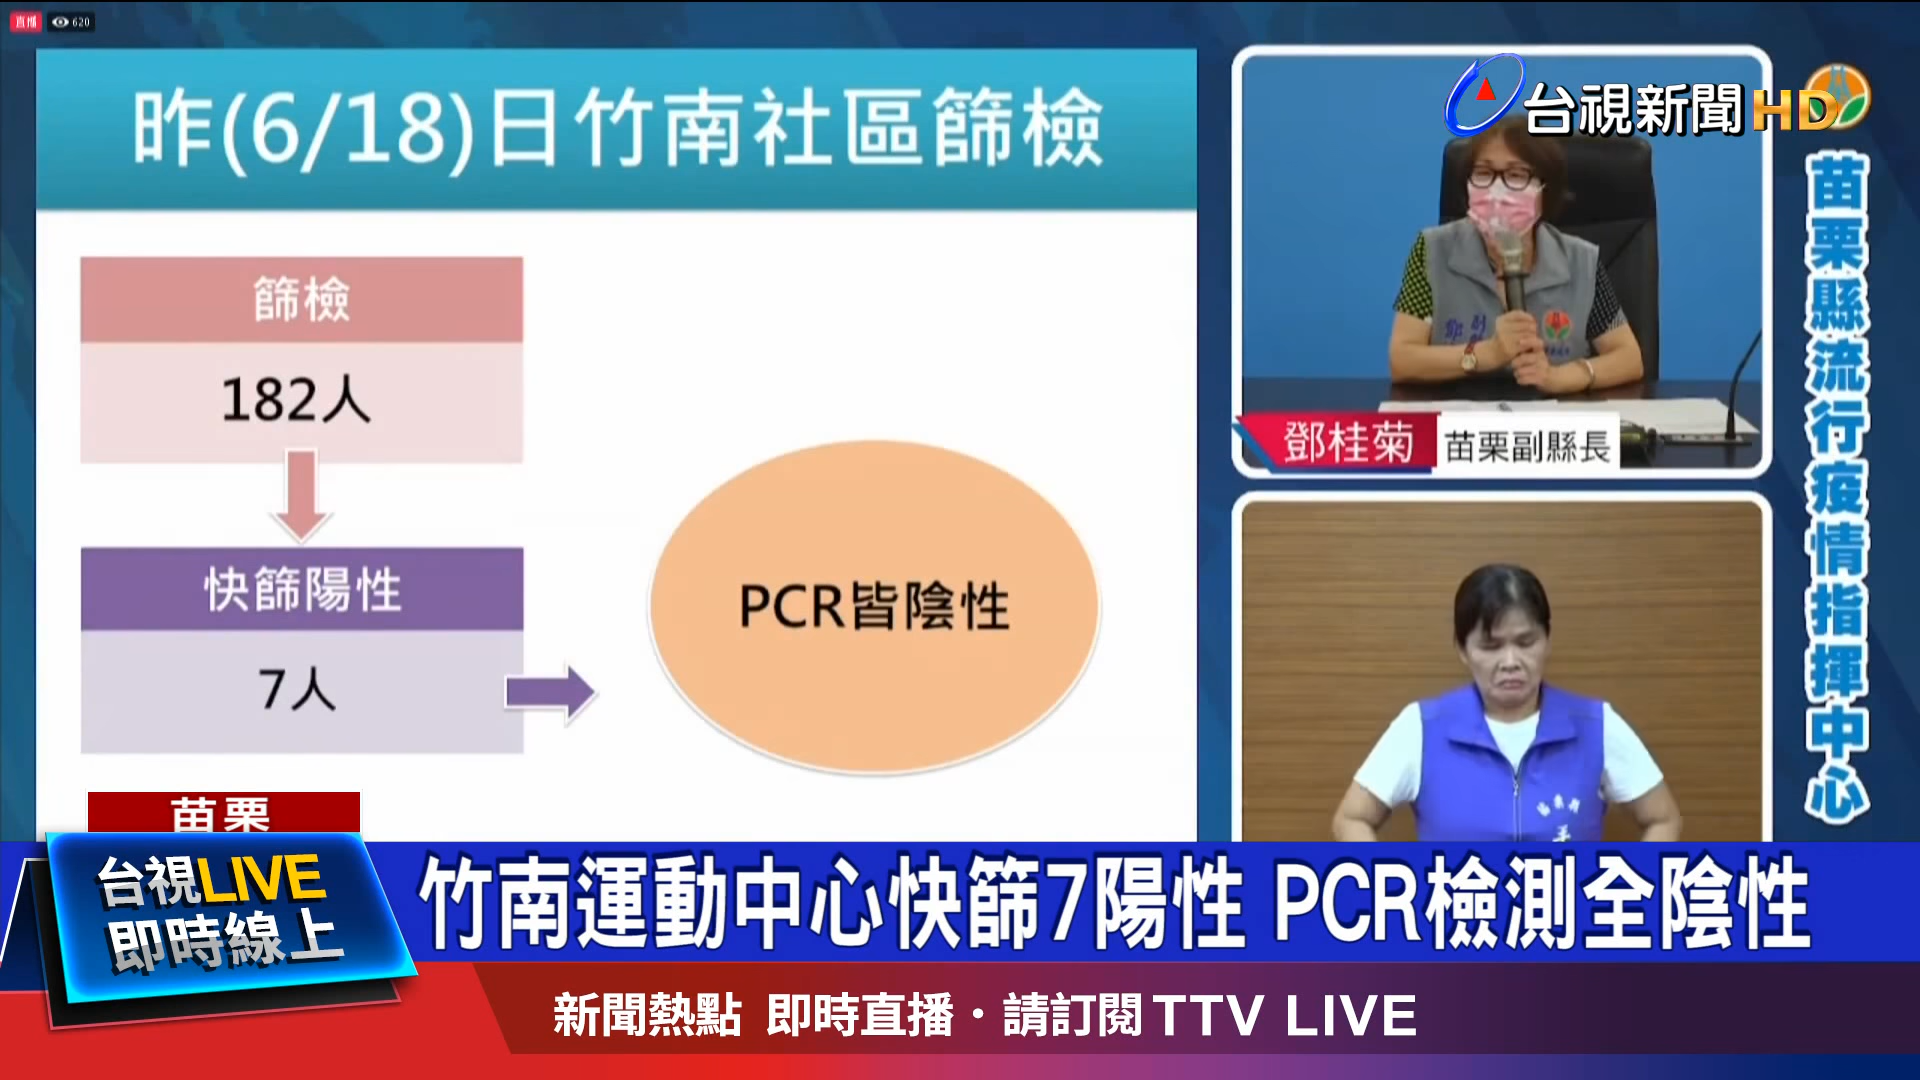 直播 620
昨(6/18)日竹南社區篩檢
篩檢
182人
快篩陽性
7人
PCR皆陰性
台視新聞HD
苗栗縣流行疫情指揮中心
鄧桂菊 苗栗副縣長
苗栗
台視LIVE
即時線上
竹南運動中心快篩7陽性 PCR檢測全陰性
新聞熱點 即時直播・請訂閱TTV LIVE